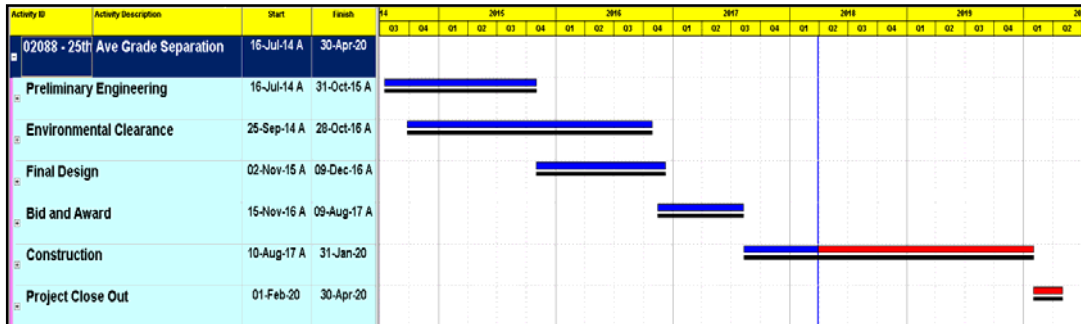 Activity ID Activity Description Start Finish 14 2015 2016 2017 2018 2019 20
Q3 Q4 Q1 Q2 Q3 Q4 Q1 Q2 Q3 Q4 Q1 Q2 Q3 Q4 Q1 Q2 Q3 Q4 Q1 Q2 Q3 Q4 Q1 Q2
02088 - 25th Ave Grade Separation 16-Jul-14 A 30-Apr-20
Preliminary Engineering 16-Jul-14 A 31-Oct-15 A
Environmental Clearance 25-Sep-14 A 28-Oct-16 A
Final Design 02-Nov-15 A 09-Dec-16 A
Bid and Award 15-Nov-16 A 09-Aug-17 A
Construction 10-Aug-17 A 31-Jan-20
Project Close Out 01-Feb-20 30-Apr-20